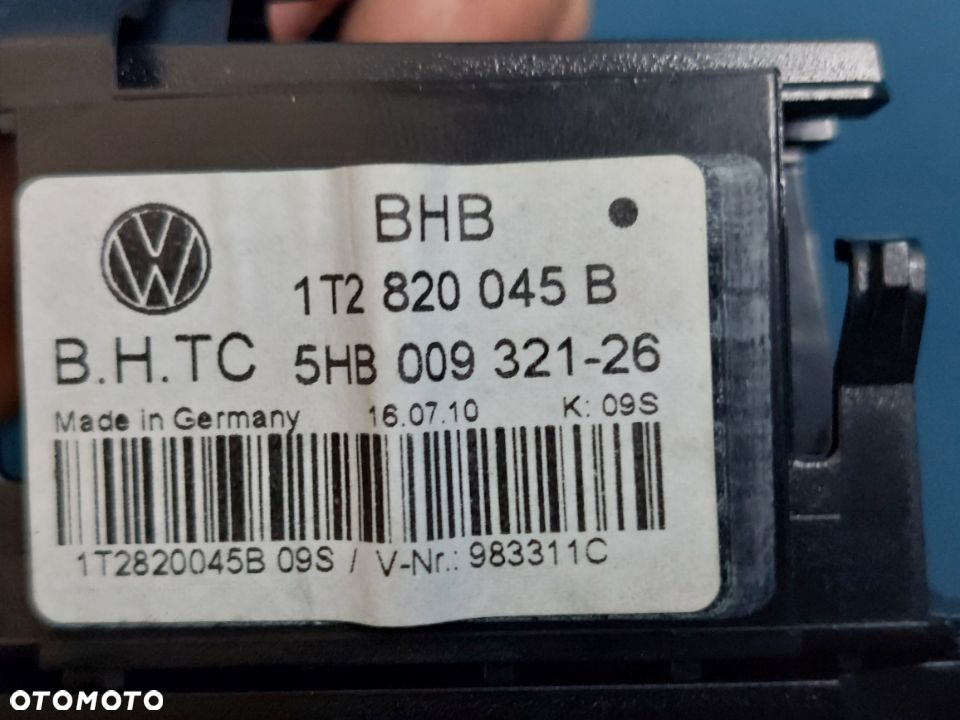 BHB
1T2 820 045 B
B.H.TC 5HB 009 321-26
Made in Germany 16.07.10 K: 09S
1T2820045B 09S / V-Nr.: 983311C
OTOMOTO